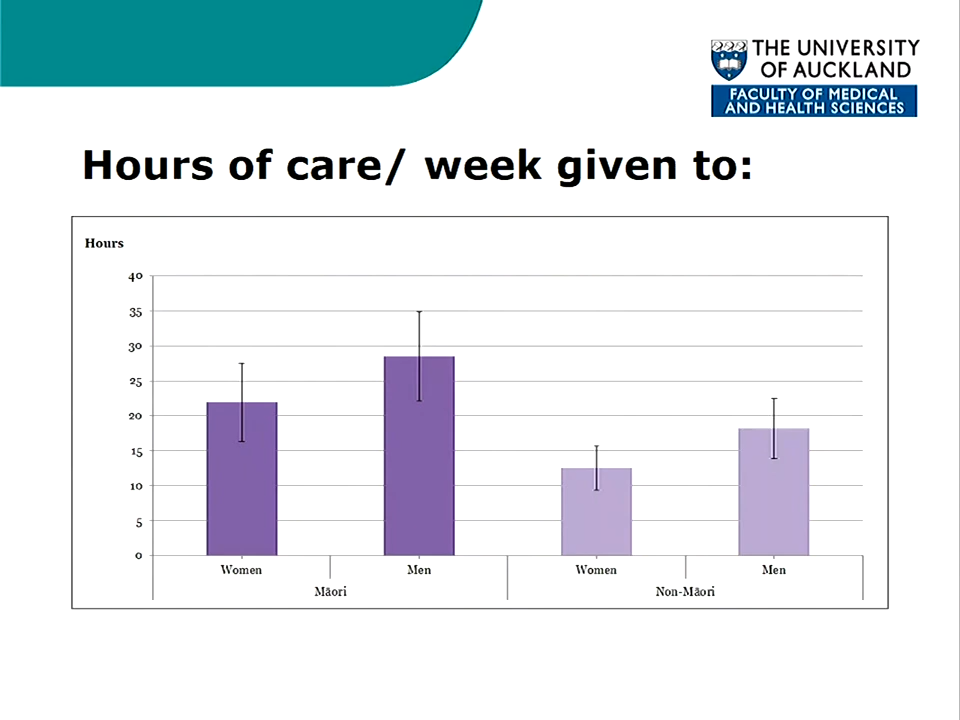 THE UNIVERSITY
OF AUCKLAND
FACULTY OF MEDICAL
AND HEALTH SCIENCES
Hours of care/ week given to:
Hours
40
35
30
25
20
15
10
5
0
Women Men Women Men
Māori Non-Māori